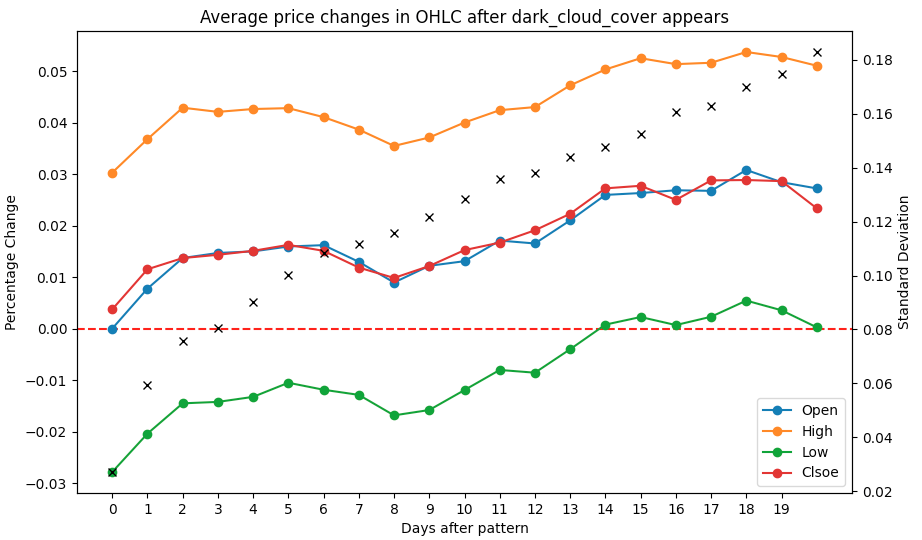 Average price changes in OHLC after dark_cloud_cover appears
Percentage Change
0.05
0.04
0.03
0.02
0.01
0.00
−0.01
−0.02
−0.03
0.18
0.16
0.14
0.12
0.10
0.08
0.06
0.04
0.02
Standard Deviation
Open
High
Low
Clsoe
0 1 2 3 4 5 6 7 8 9 10 11 12 13 14 15 16 17 18 19
Days after pattern